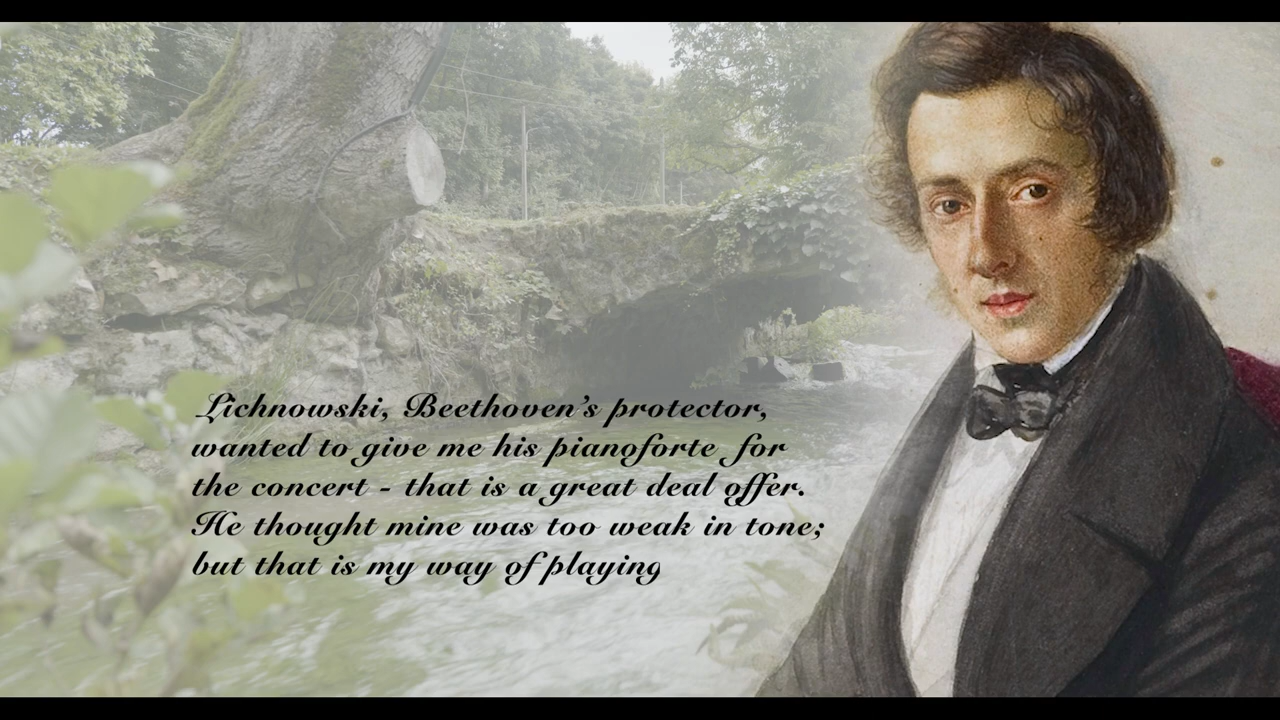 Lichnowski, Beethoven's protector,
wanted to give me his pianoforte for
the concert - that is a great deal offer.
He thought mine was too weak in tone;
but that is my way of playing